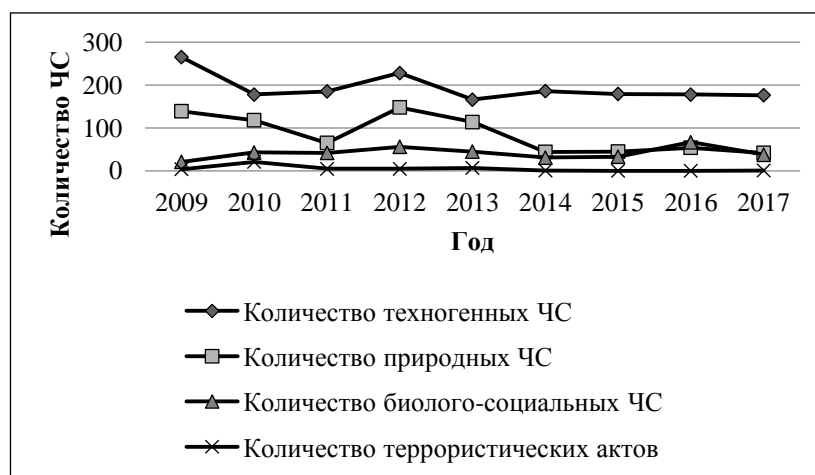 Количество ЧС
300
200
100
0
2009 2010 2011 2012 2013 2014 2015 2016 2017
Год
Количество техногенных ЧС
Количество природных ЧС
Количество биолого-социальных ЧС
Количество террористических актов